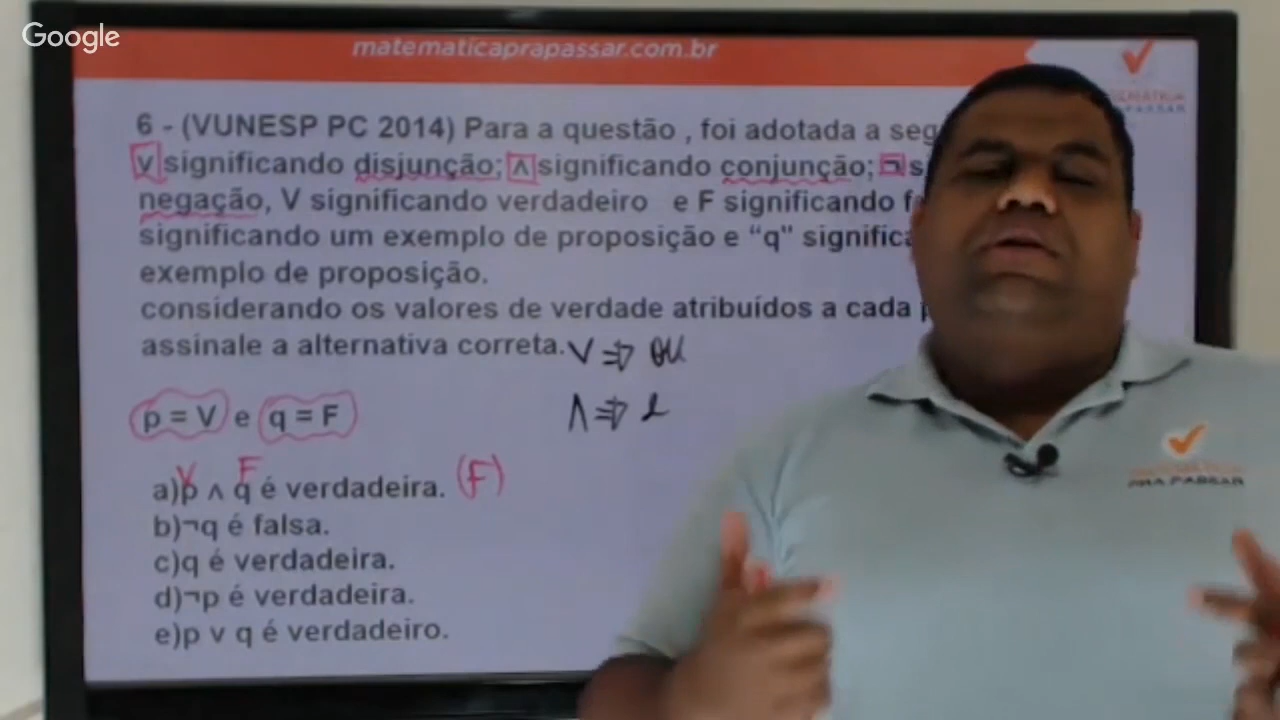 Google
matematicaprapassar.com.br
6 - (VUNESP PC 2014) Para a questão , foi adotada a seg
v significando disjunção; ∧ significando conjunção; ¬ s
negação, V significando verdadeiro e F significando f
significando um exemplo de proposição e “q" significa
exemplo de proposição.
considerando os valores de verdade atribuídos a cada p
assinale a alternativa correta. V ⇒ OU
∧ ⇒ e
p = V e q = F
V F
a)p ∧ q é verdadeira. (F)
b)¬q é falsa.
c)q é verdadeira.
d)¬p é verdadeira.
e)p v q é verdadeiro.
PRA PASSAR